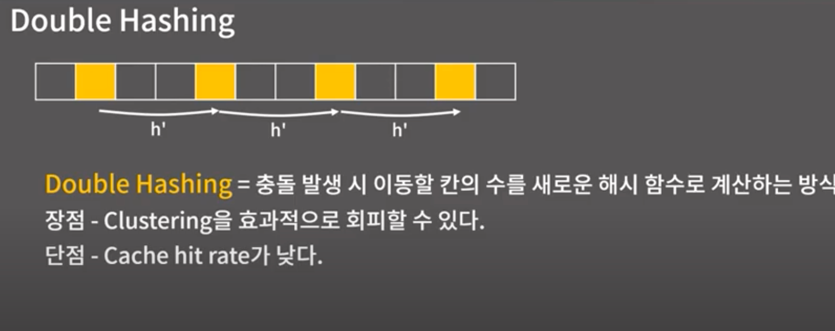 Double Hashing
h' h' h'
Double Hashing = 충돌 발생 시 이동할 칸의 수를 새로운 해시 함수로 계산하는 방식
장점 - Clustering을 효과적으로 회피할 수 있다.
단점 - Cache hit rate가 낮다.